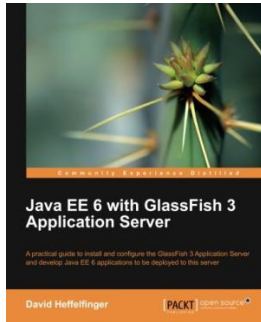 Community Experience Distilled
Java EE 6 with GlassFish 3
Application Server
A practical guide to install and configure the GlassFish 3 Application Server
and develop Java EE 6 applications to be deployed to this server
David Heffelfinger
[PACKT] open source*
PUBLISHING